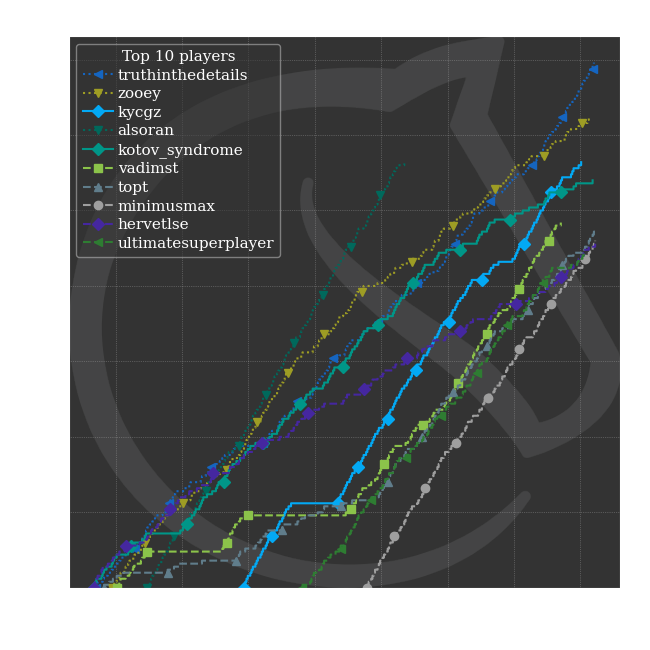 Top 10 players
truthinthedetails
zooey
kycgz
alsoran
kotov_syndrome
vadimst
topt
minimusmax
hervetlse
ultimatesuperplayer